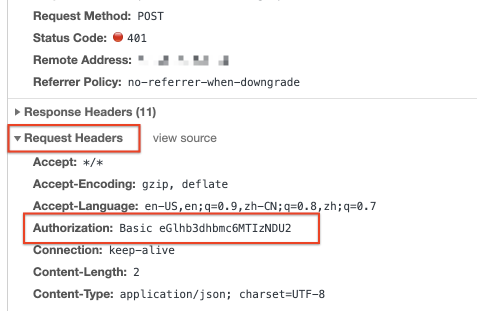 Request Method: POST
Status Code: 401
Remote Address:
Referrer Policy: no-referrer-when-downgrade
Response Headers (11)
Request Headers view source
Accept: */*
Accept-Encoding: gzip, deflate
Accept-Language: en-US,en;q=0.9,zh-CN;q=0.8,zh;q=0.7
Authorization: Basic eGlhb3dhbmc6MTIzNDU2
Connection: keep-alive
Content-Length: 2
Content-Type: application/json; charset=UTF-8